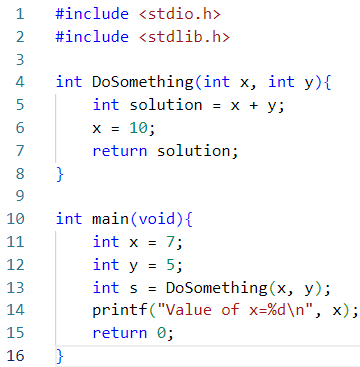 1 #include <stdio.h>
2 #include <stdlib.h>
3
4 int DoSomething(int x, int y){
5     int solution = x + y;
6     x = 10;
7     return solution;
8 }
9
10 int main(void){
11     int x = 7;
12     int y = 5;
13     int s = DoSomething(x, y);
14     printf("Value of x=%d\n", x);
15     return 0;
16 }